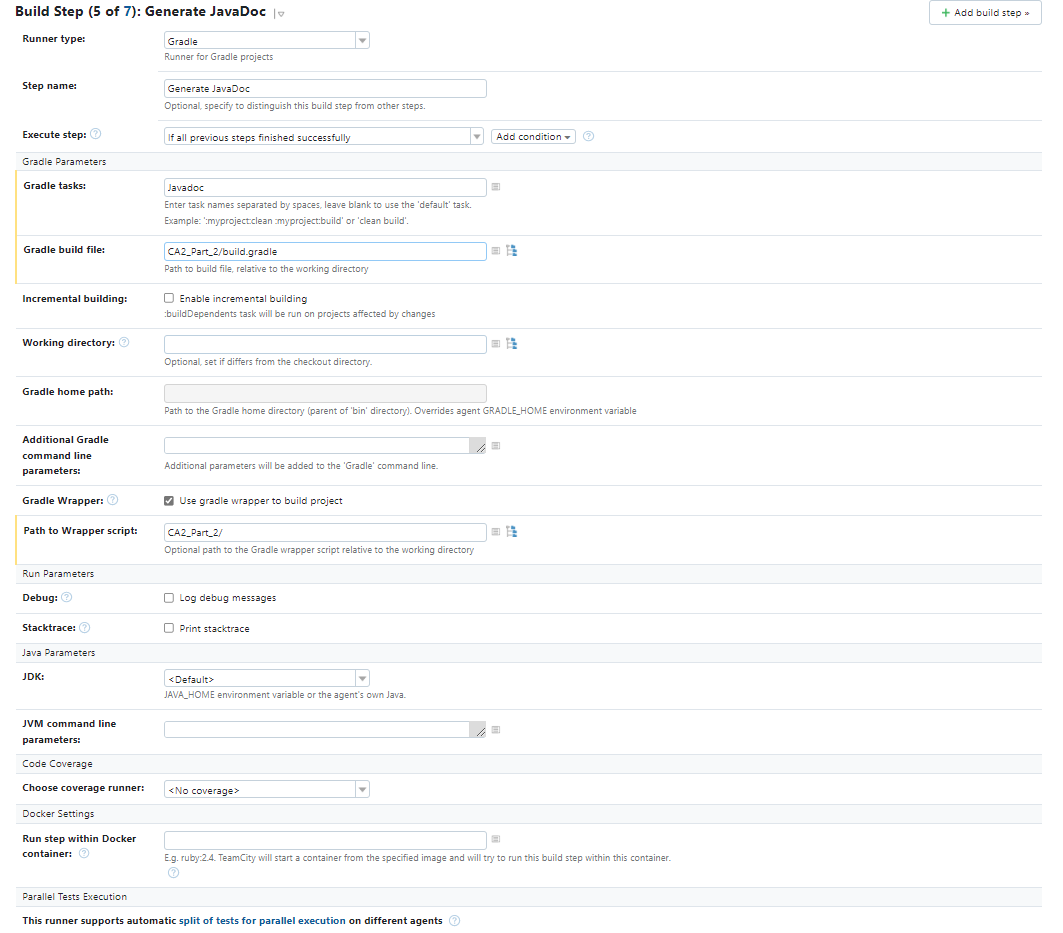 Build Step (5 of 7): Generate JavaDoc
+ Add build step »
Runner type:
Gradle
Runner for Gradle projects
Step name:
Generate JavaDoc
Optional, specify to distinguish this build step from other steps.
Execute step:
If all previous steps finished successfully
Add condition
Gradle Parameters
Gradle tasks:
Javadoc
Enter task names separated by spaces, leave blank to use the 'default' task.
Example: ':myproject:clean :myproject:build' or 'clean build'.
Gradle build file:
CA2_Part_2/build.gradle
Path to build file, relative to the working directory
Incremental building:
Enable incremental building
:buildDependents task will be run on projects affected by changes
Working directory:
Optional, set if differs from the checkout directory.
Gradle home path:
Path to the Gradle home directory (parent of 'bin' directory). Overrides agent GRADLE_HOME environment variable
Additional Gradle
command line
parameters:
Additional parameters will be added to the 'Gradle' command line.
Gradle Wrapper:
Use gradle wrapper to build project
Path to Wrapper script:
CA2_Part_2/
Optional path to the Gradle wrapper script relative to the working directory
Run Parameters
Debug:
Log debug messages
Stacktrace:
Print stacktrace
Java Parameters
JDK:
<Default>
JAVA_HOME environment variable or the agent's own Java.
JVM command line
parameters:
Code Coverage
Choose coverage runner:
<No coverage>
Docker Settings
Run step within Docker
container:
E.g. ruby:2.4. TeamCity will start a container from the specified image and will try to run this build step within this container.
Parallel Tests Execution
This runner supports automatic split of tests for parallel execution on different agents